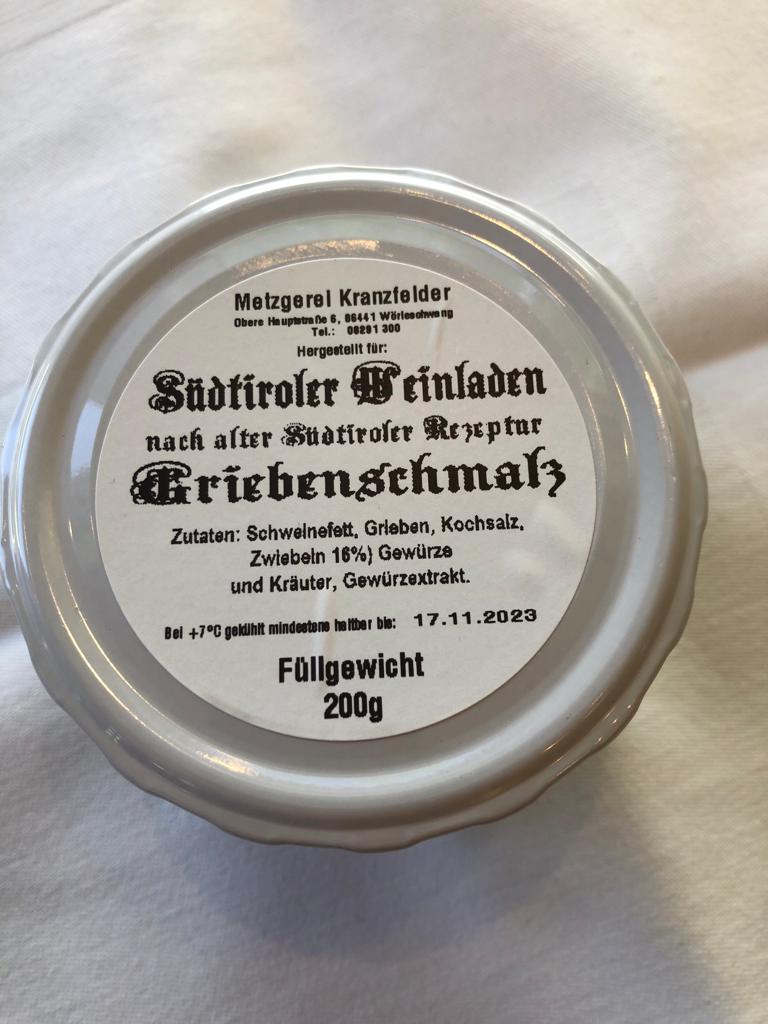 Metzgerei Kranzfelder
Obere Hauptstraße 6, 86441 Wörleschwang
Tel.: 08291 300
Hergestellt für:
Südtiroler Weinladen
nach alter Südtiroler Rezeptur
Griebenschmalz
Zutaten: Schweinefett, Grieben, Kochsalz,
Zwiebeln 16%) Gewürze
und Kräuter, Gewürzextrakt.
Bei +7°C gekühlt mindestens haltbar bis: 17.11.2023
Füllgewicht
200g